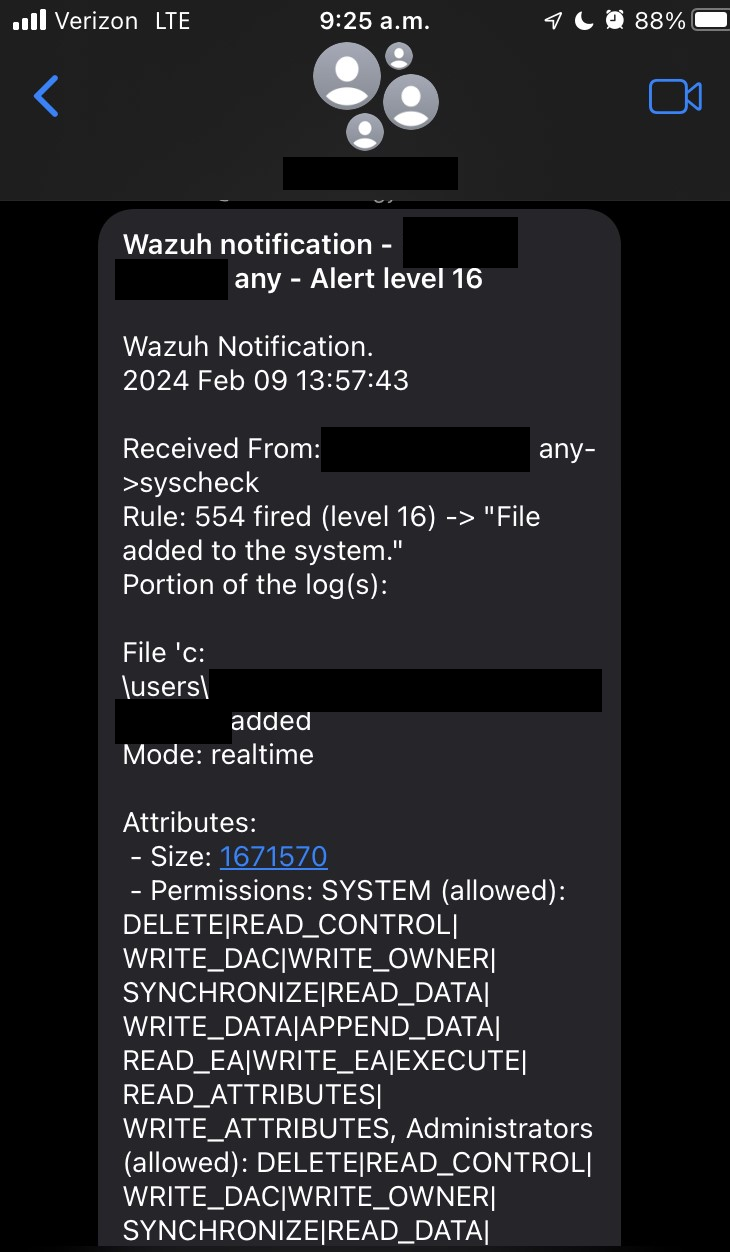 Verizon LTE 9:25 a.m. 88%
Wazuh notification -
any - Alert level 16
Wazuh Notification.
2024 Feb 09 13:57:43
Received From: any-
>syscheck
Rule: 554 fired (level 16) -> "File
added to the system."
Portion of the log(s):
File 'c:
\users\
added
Mode: realtime
Attributes:
- Size: 1671570
- Permissions: SYSTEM (allowed):
DELETE|READ_CONTROL|
WRITE_DAC|WRITE_OWNER|
SYNCHRONIZE|READ_DATA|
WRITE_DATA|APPEND_DATA|
READ_EA|WRITE_EA|EXECUTE|
READ_ATTRIBUTES|
WRITE_ATTRIBUTES, Administrators
(allowed): DELETE|READ_CONTROL|
WRITE_DAC|WRITE_OWNER|
SYNCHRONIZE|READ_DATA|